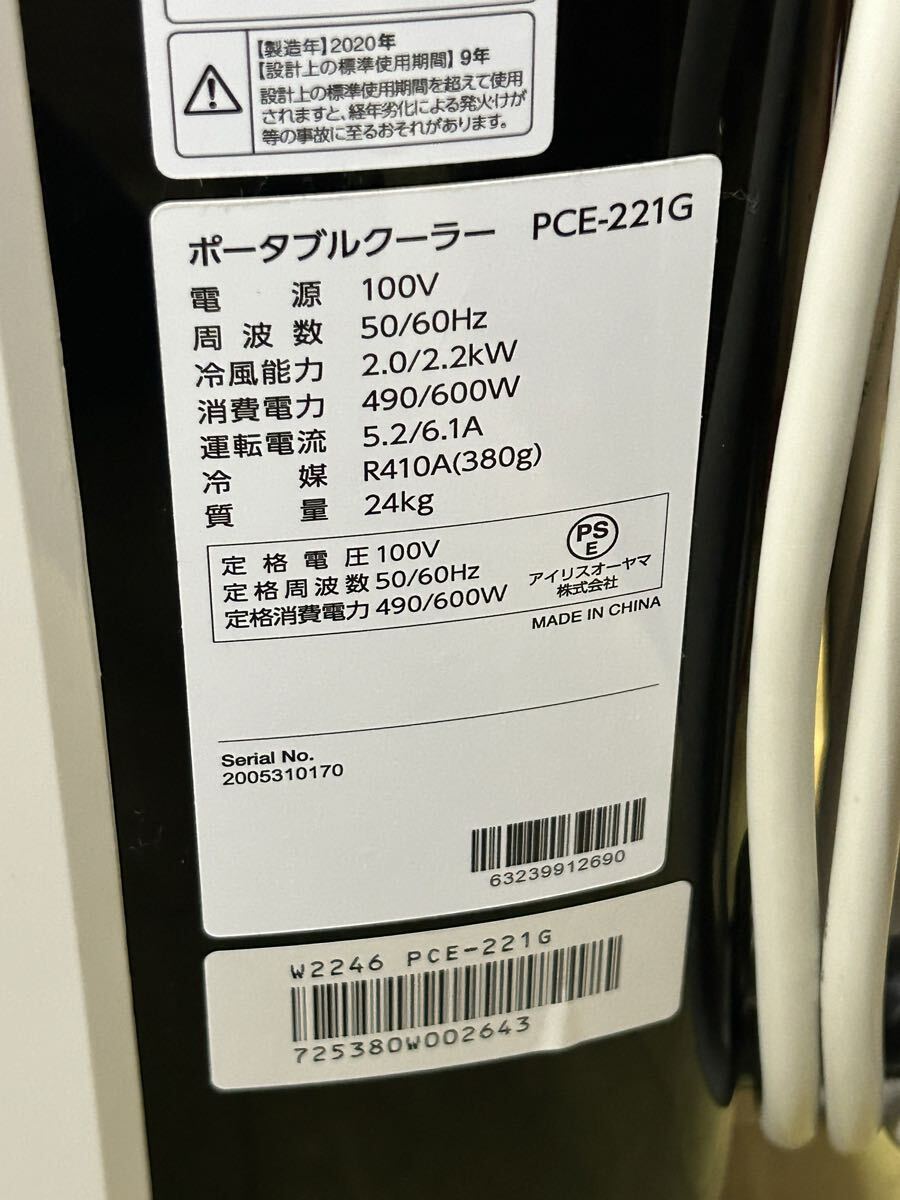 【製造年】2020年
【設計上の標準使用期間】9年
設計上の標準使用期間を超えて使用
されますと、経年劣化による発火けが
等の事故に至るおそれがあります。
ポータブルクーラー PCE-221G
電源 100V
周波数 50/60Hz
冷風能力 2.0/2.2kW
消費電力 490/600W
運転電流 5.2/6.1A
冷媒 R410A(380g)
質量 24kg
定格電圧 100V
定格周波数 50/60Hz
定格消費電力 490/600W
PS
E
アイリスオーヤマ
株式会社
MADE IN CHINA
Serial No.
2005310170
63239912690
W2246 PCE-221G
725380W002643